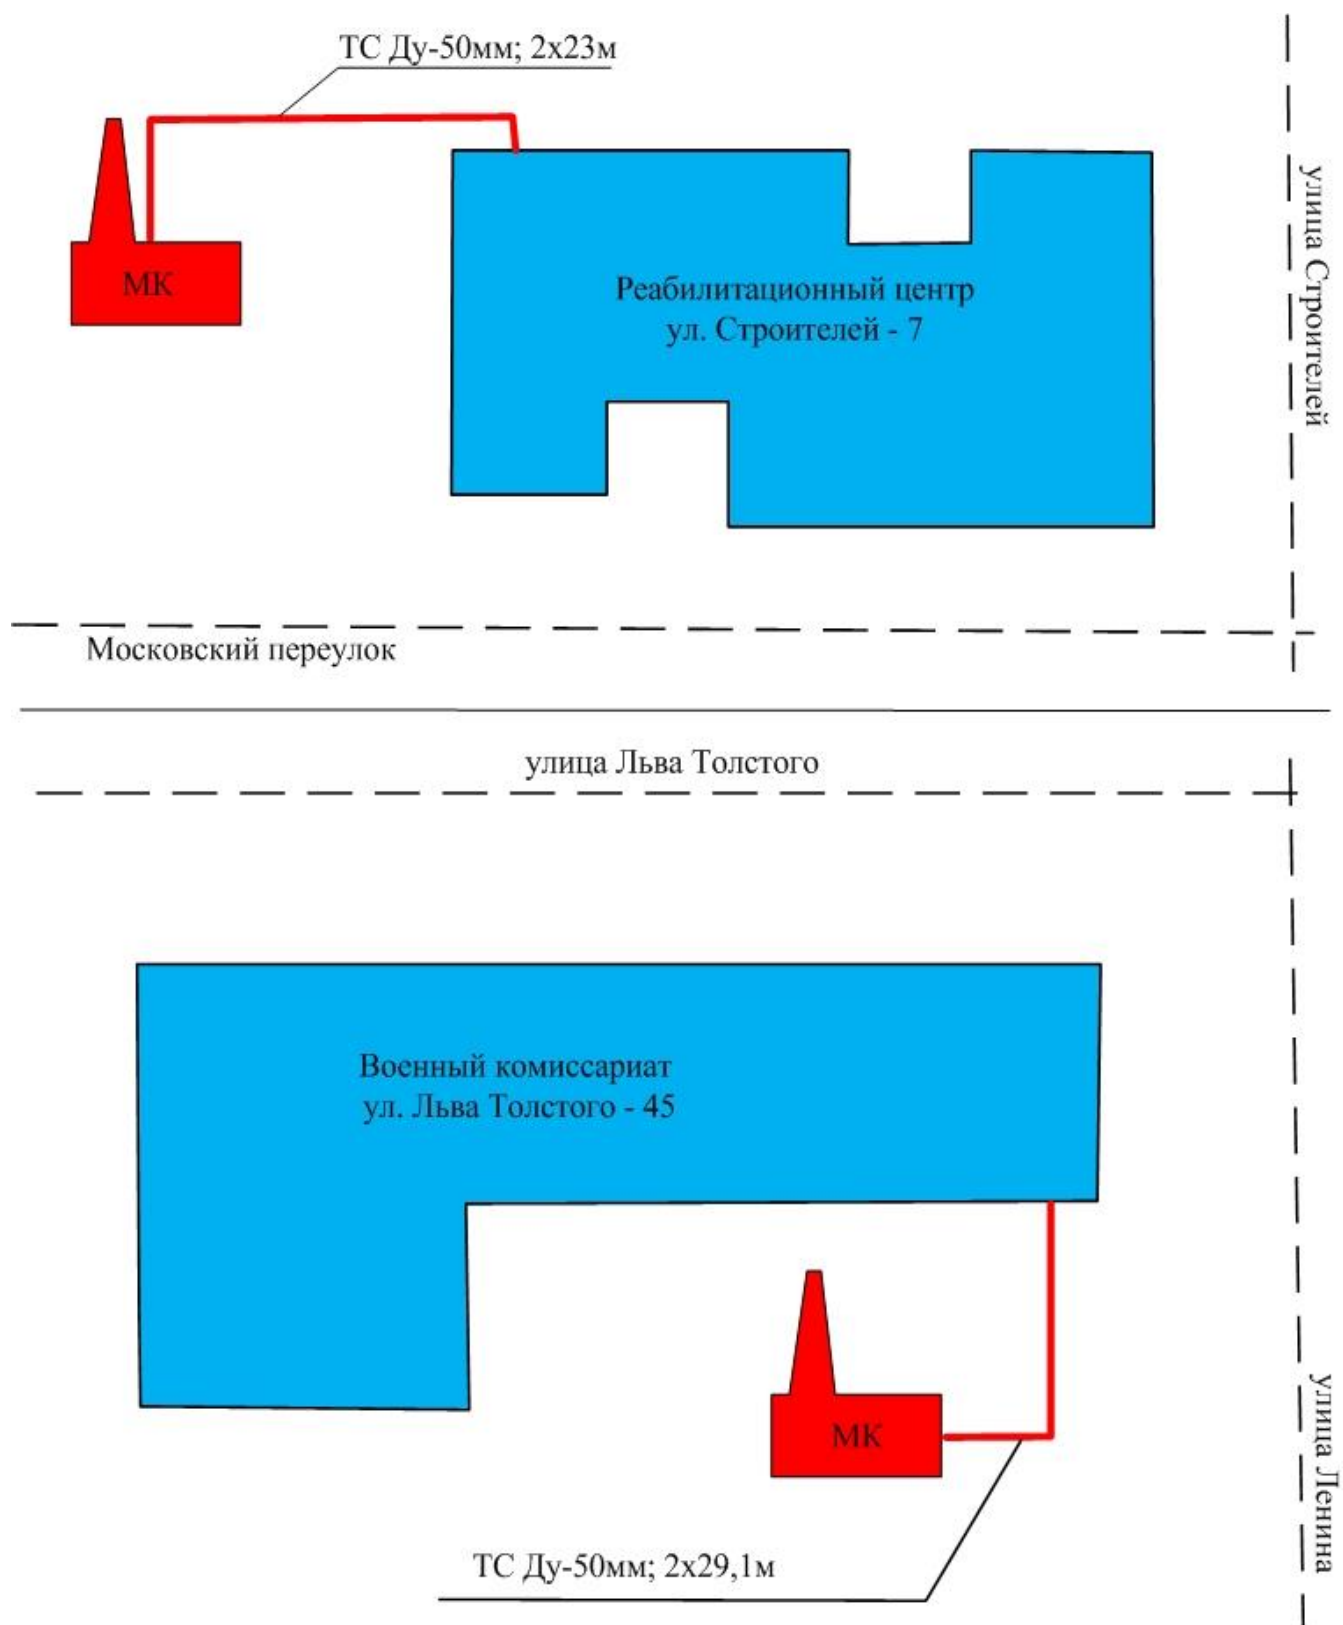 ТС Ду-50мм; 2х23м
МК
Реабилитационный центр
ул. Строителей - 7
улица Строителей
Московский переулок
улица Льва Толстого
Военный комиссариат
ул. Льва Толстого - 45
МК
улица Ленина
ТС Ду-50мм; 2х29,1м